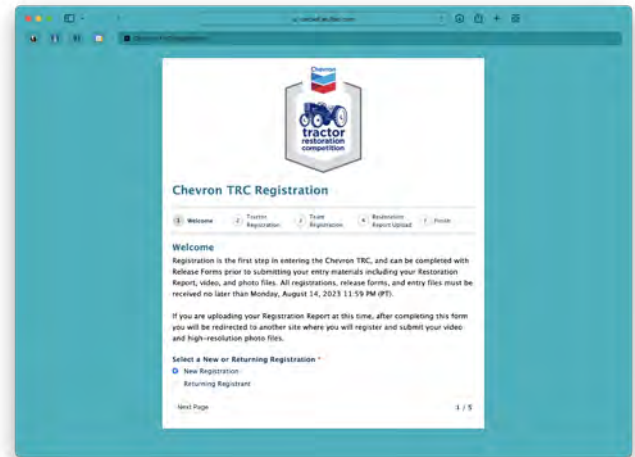 Chevron
tractor
restoration
competition
Chevron TRC Registration
1 Welcome
2 Tractor Registration
3 Team Registration
4 Restoration Report Upload
5 Finish
Welcome
Registration is the first step in entering the Chevron TRC, and can be completed with
Release Forms prior to submitting your entry materials including your Restoration
Report, video, and photo files. All registrations, release forms, and entry files must be
received no later than Monday, August 14, 2023 11:59 PM (PT).
If you are uploading your Registration Report at this time, after completing this form
you will be redirected to another site where you will register and submit your video
and high-resolution photo files.
Select a New or Returning Registration *
New Registration
Returning Registrant
Next Page
1 / 5